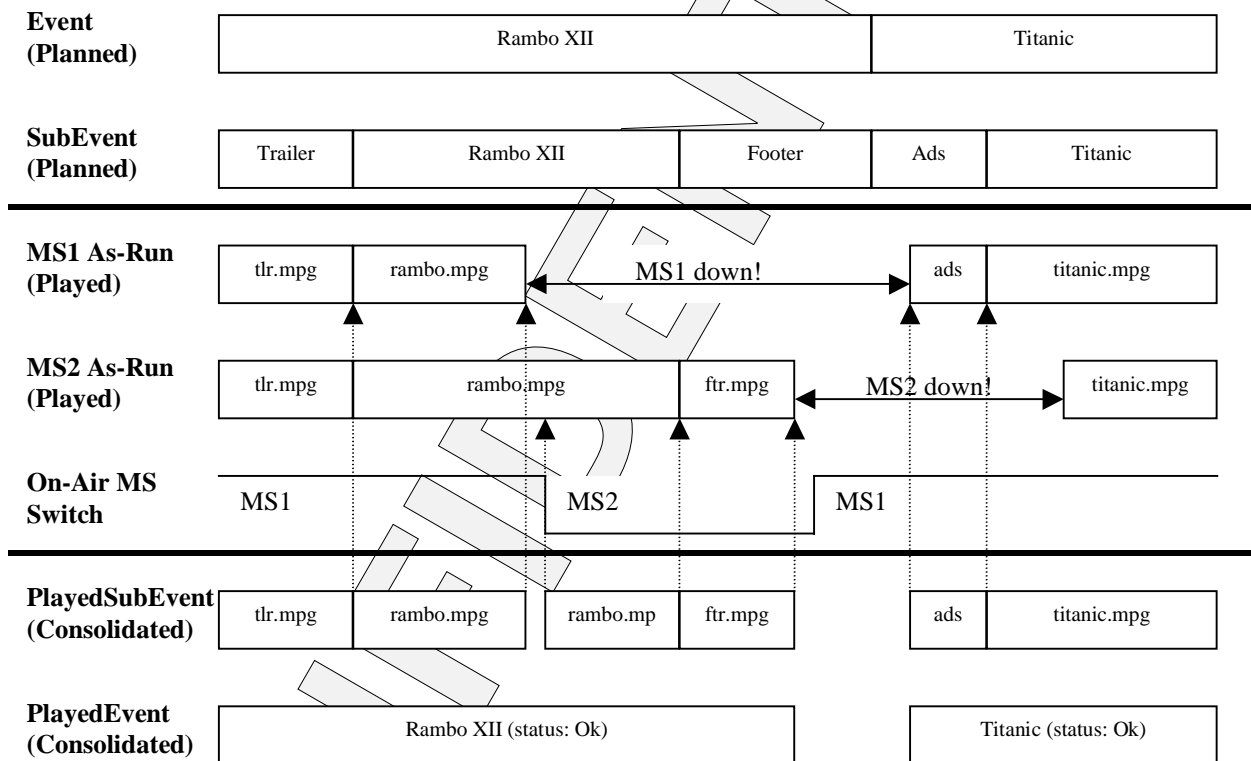 Event
(Planned)
Rambo XII
Titanic
SubEvent
(Planned)
Trailer
Rambo XII
Footer
Ads
Titanic
MS1 As-Run
(Played)
tlr.mpg
rambo.mpg
MS1 down!
ads
titanic.mpg
MS2 As-Run
(Played)
tlr.mpg
rambo.mpg
ftr.mpg
MS2 down!
titanic.mpg
On-Air MS
Switch
MS1
MS2
MS1
PlayedSubEvent
(Consolidated)
tlr.mpg
rambo.mpg
rambo.mp
ftr.mpg
ads
titanic.mpg
PlayedEvent
(Consolidated)
Rambo XII (status: Ok)
Titanic (status: Ok)